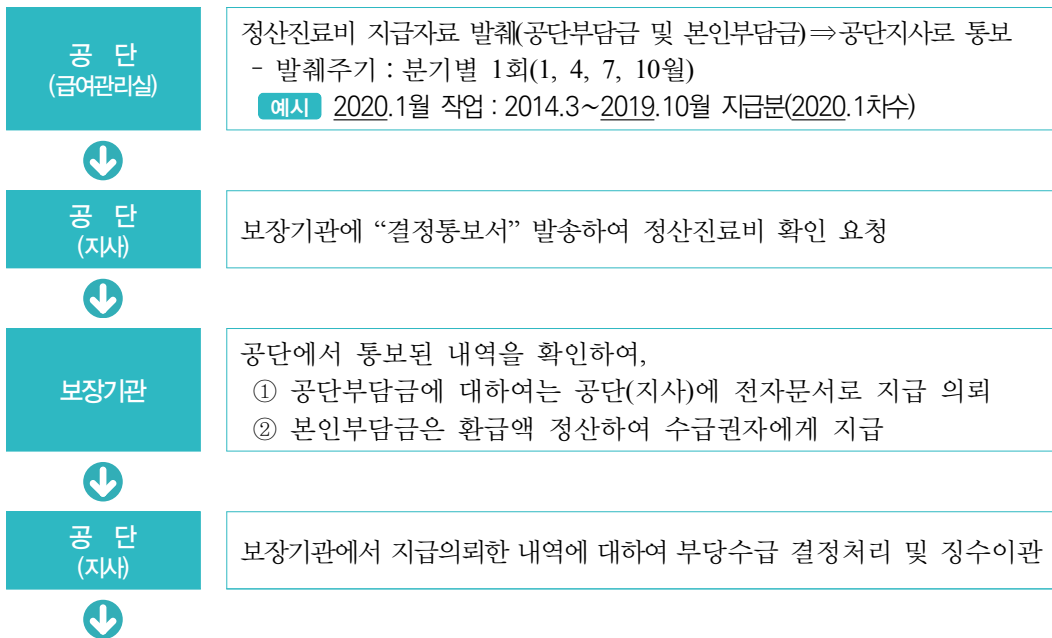 공 단
(급여관리실)
정산진료비 지급자료 발췌(공단부담금 및 본인부담금)⇒공단지사로 통보
- 발췌주기 : 분기별 1회(1, 4, 7, 10월)
예시 2020.1월 작업 : 2014.3~2019.10월 지급분(2020.1차수)
공 단
(지사)
보장기관에 “결정통보서” 발송하여 정산진료비 확인 요청
보장기관
공단에서 통보된 내역을 확인하여,
① 공단부담금에 대하여는 공단(지사)에 전자문서로 지급 의뢰
② 본인부담금은 환급액 정산하여 수급권자에게 지급
공 단
(지사)
보장기관에서 지급의뢰한 내역에 대하여 부당수급 결정처리 및 징수이관